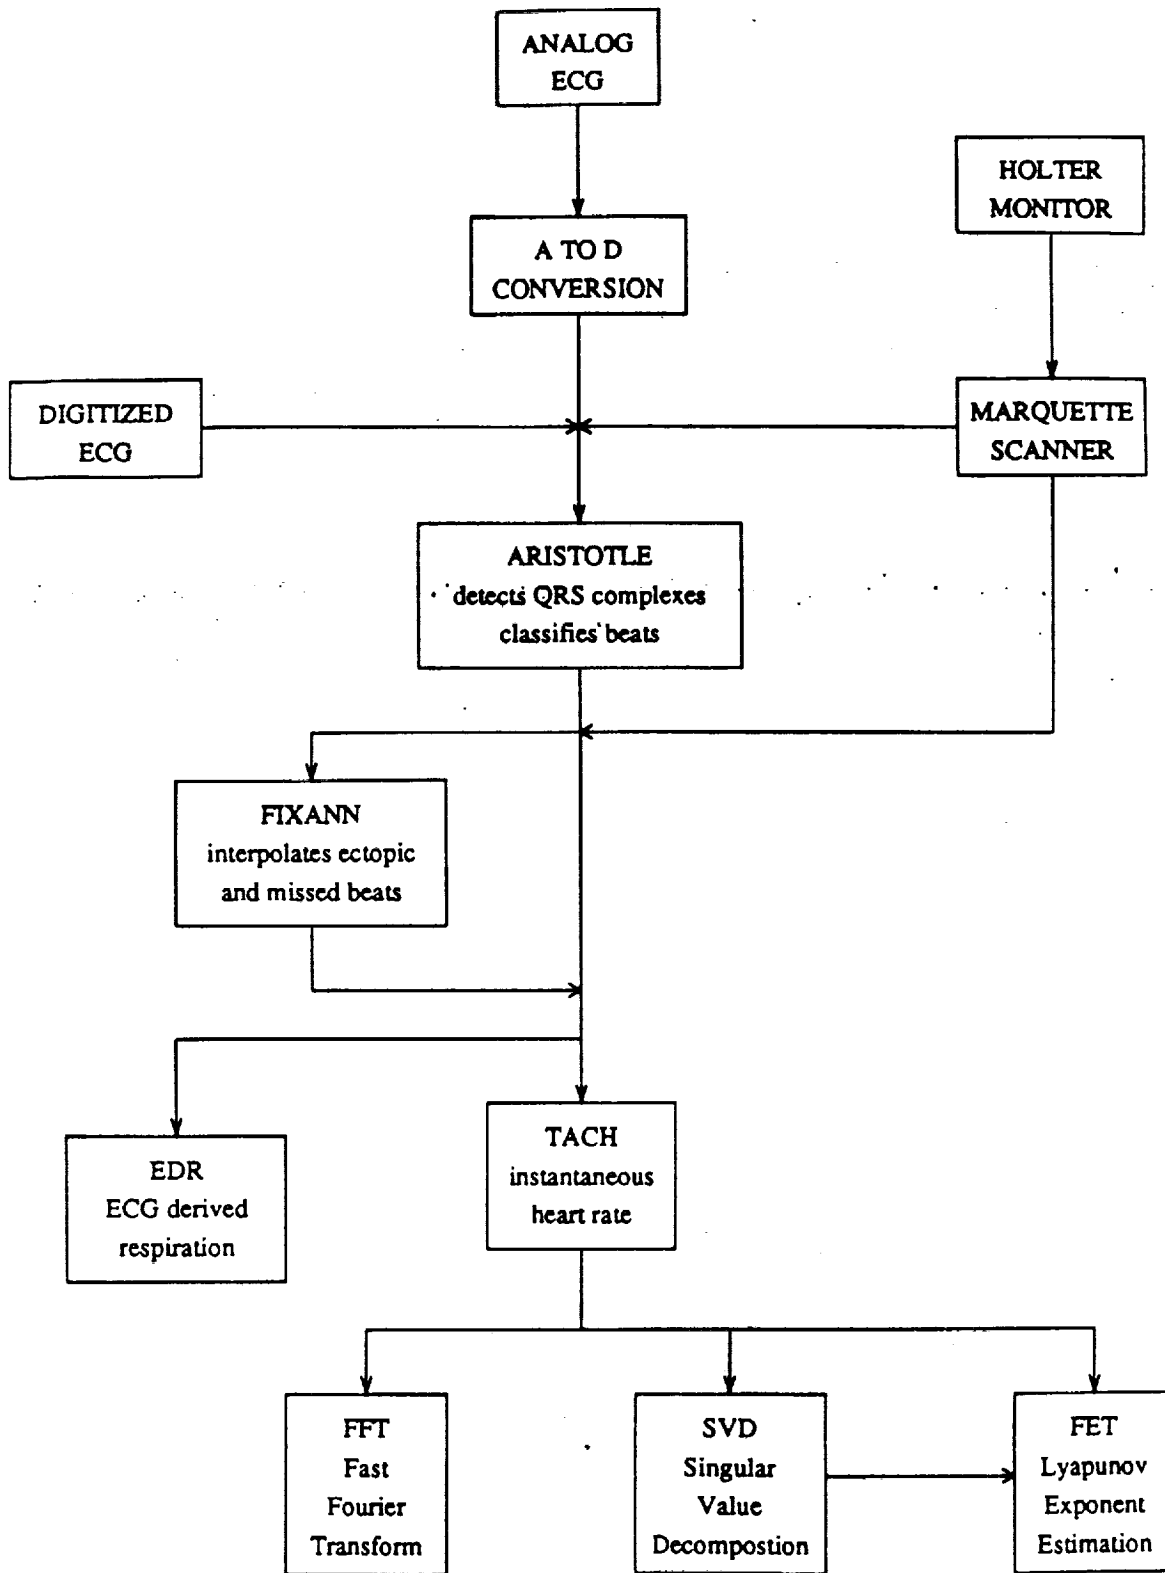 ANALOG
ECG
HOLTER
MONITOR
A TO D
CONVERSION
DIGITIZED
ECG
MARQUETTE
SCANNER
ARISTOTLE
detects QRS complexes
classifies beats
FIXANN
interpolates ectopic
and missed beats
TACH
instantaneous
heart rate
EDR
ECG derived
respiration
FFT
Fast
Fourier
Transform
SVD
Singular
Value
Decompostion
FET
Lyapunov
Exponent
Estimation